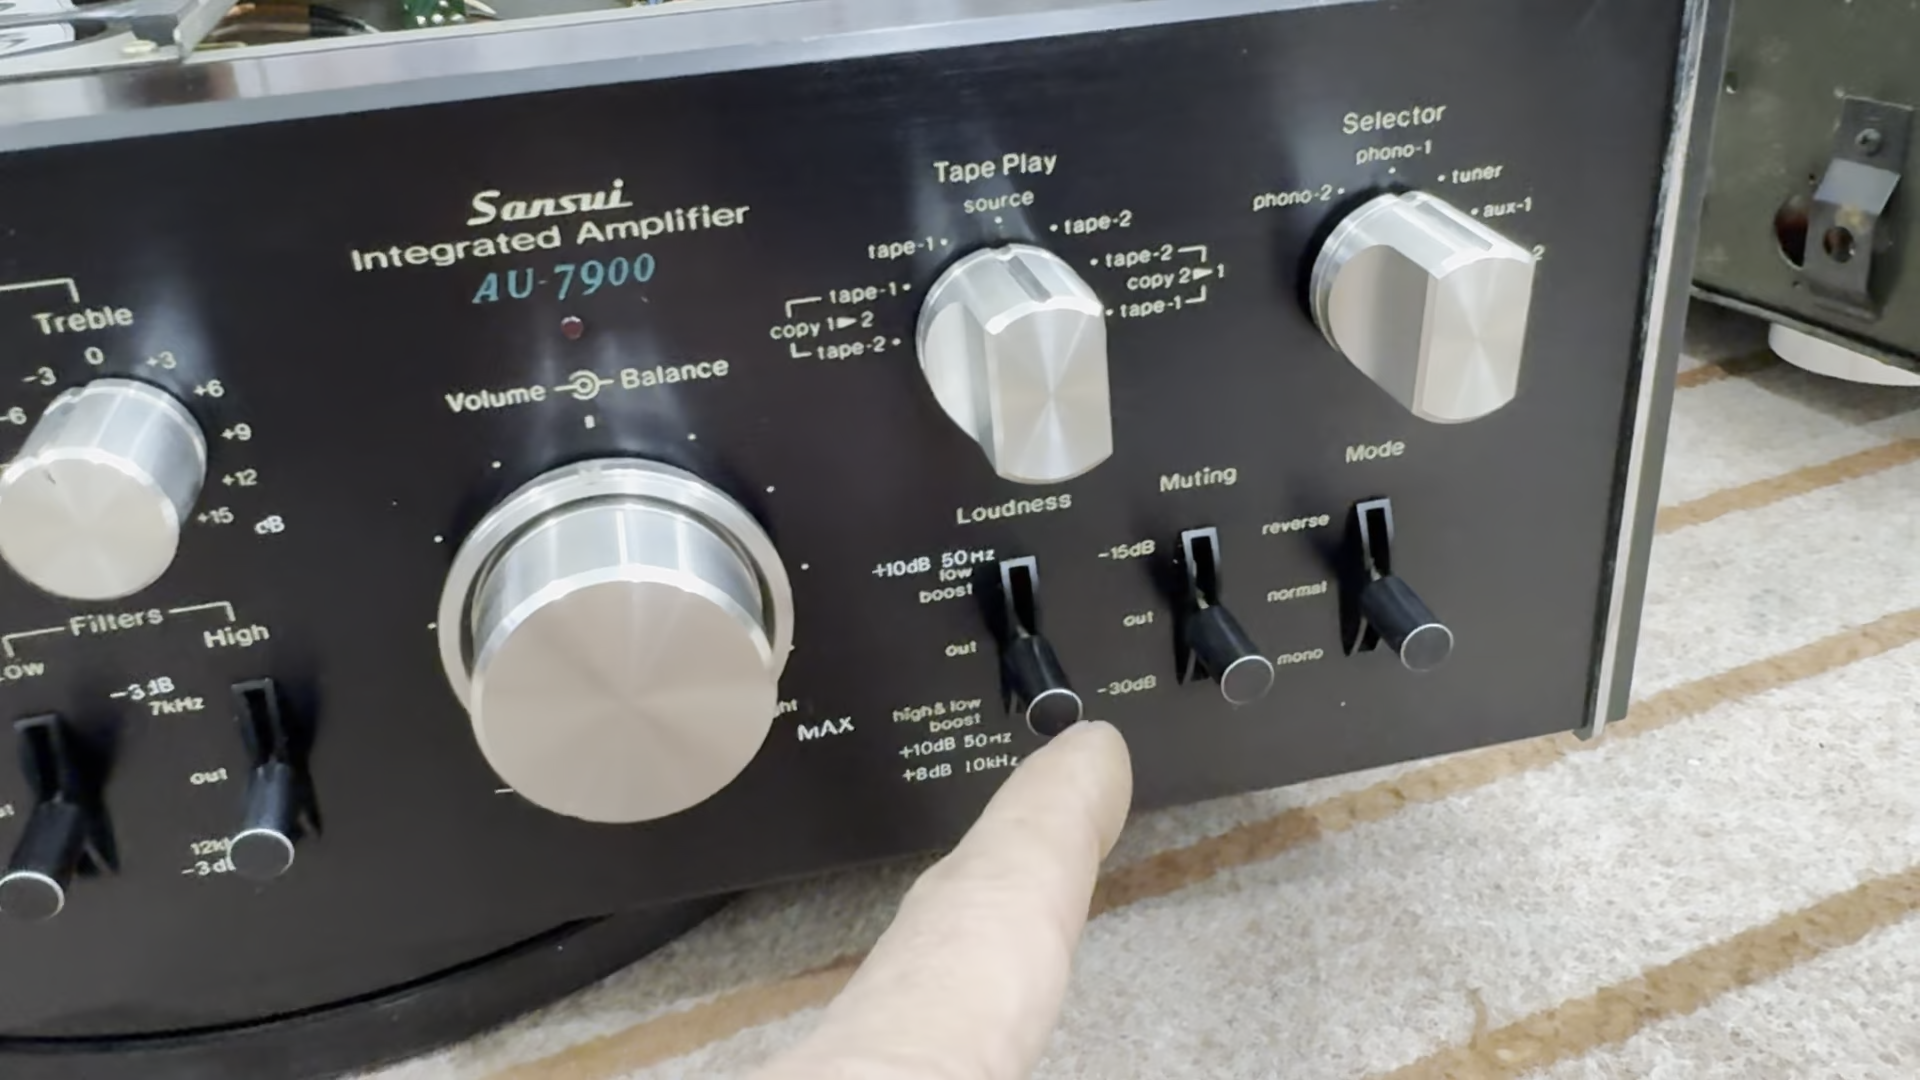 Treble
-3
0
+3
+6
-6
+9
+12
+15
dB
Filters
High
-3dB
7kHz
out
-3d
Sansui
Integrated Amplifier
AU-7900
Volume
Balance
MAX
Tape Play
source
tape-1
tape-2
tape-1
copy 1►2
tape-2
tape-2
copy 2►1
tape-1
Selector
phono-1
phono-2
tuner
aux-1
2
Loudness
+10dB 50Hz
low
boost
out
high & low
boost
+10dB 50Hz
+8dB 10kHz
Muting
-15dB
out
-30dB
Mode
reverse
normal
mono